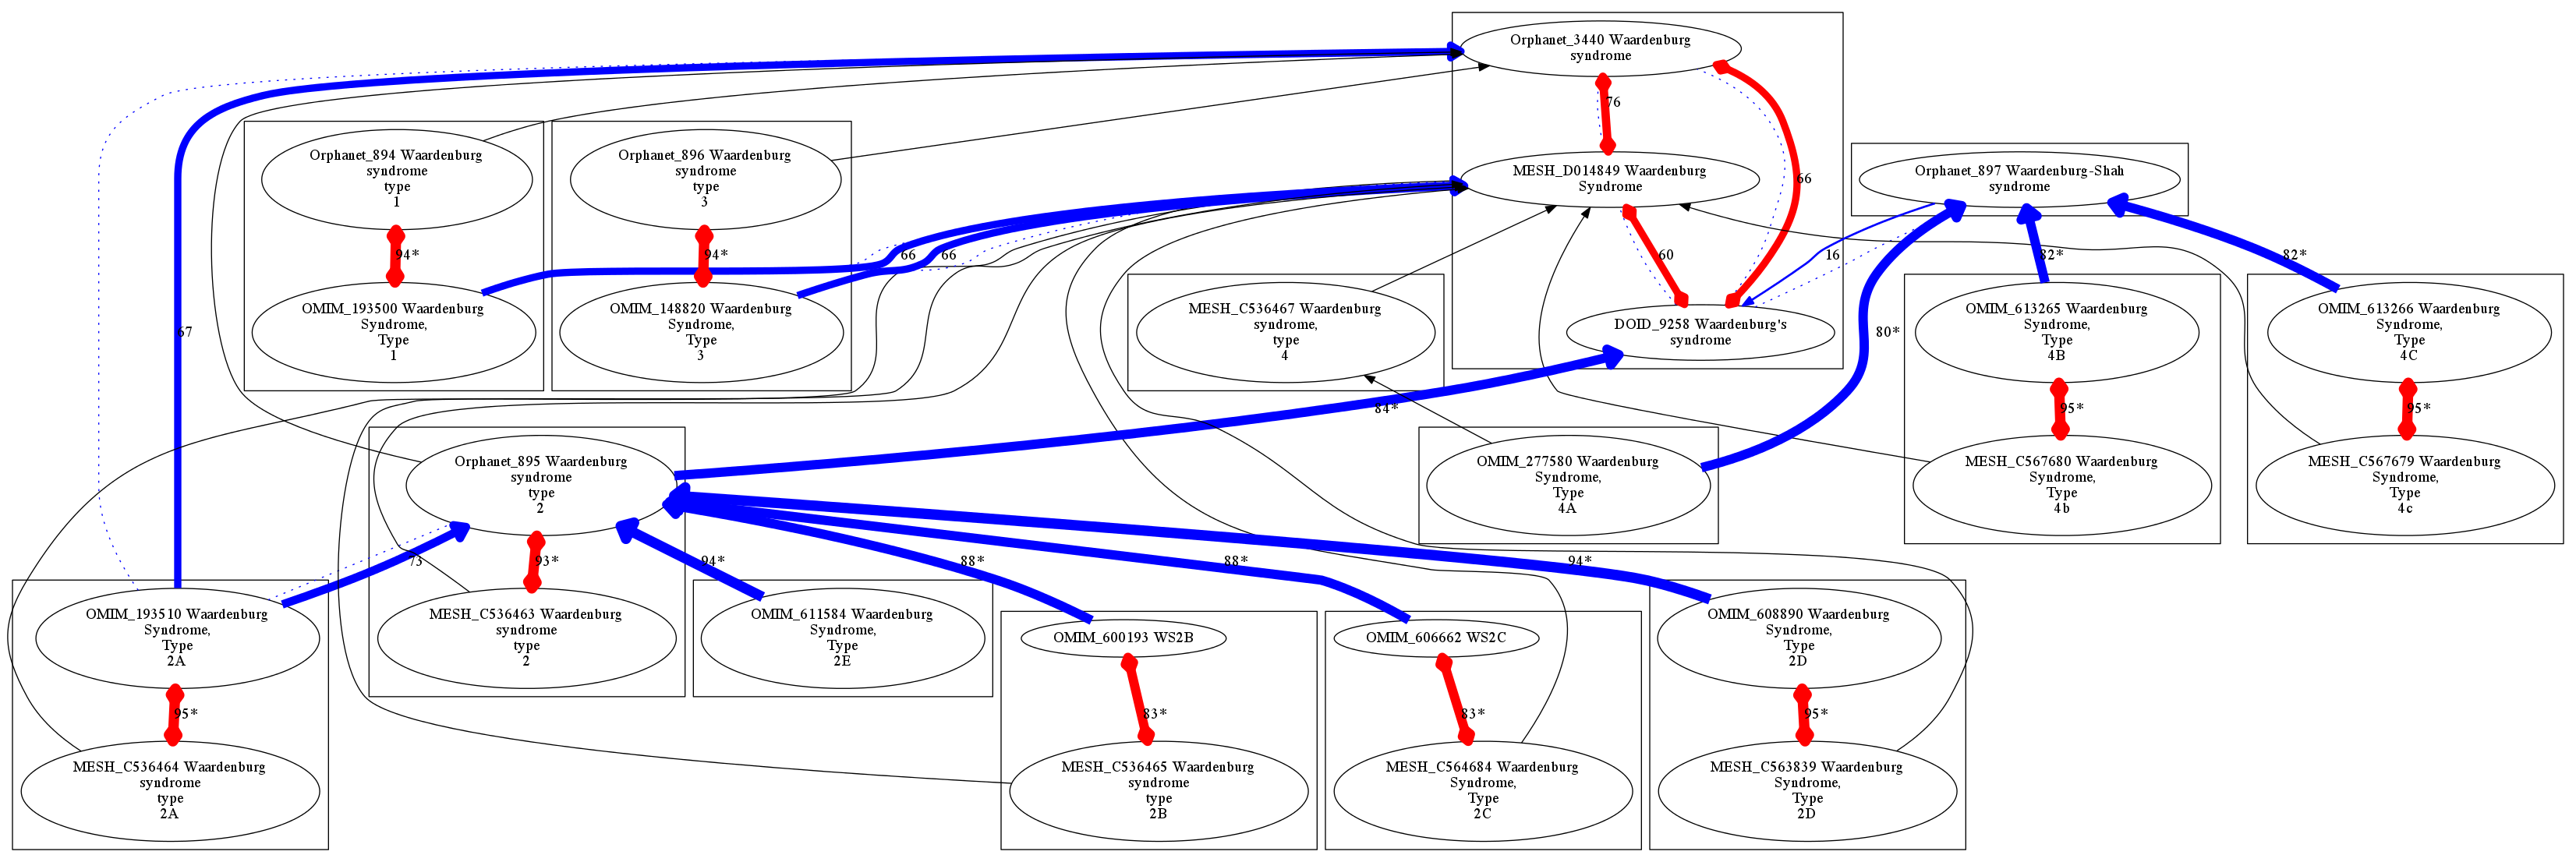 Orphanet_3440 Waardenburg
syndrome
76
Orphanet_894 Waardenburg
syndrome
type
1
Orphanet_896 Waardenburg
syndrome
type
3
MESH_D014849 Waardenburg
Syndrome
66
Orphanet_897 Waardenburg-Shah
syndrome
94*
94*
66
66
60
16
82*
82*
OMIM_193500 Waardenburg
Syndrome,
Type
1
OMIM_148820 Waardenburg
Syndrome,
Type
3
MESH_C536467 Waardenburg
syndrome,
type
4
DOID_9258 Waardenburg's
syndrome
OMIM_613265 Waardenburg
Syndrome,
Type
4B
OMIM_613266 Waardenburg
Syndrome,
Type
4C
67
80*
84*
95*
95*
Orphanet_895 Waardenburg
syndrome
type
2
OMIM_277580 Waardenburg
Syndrome,
Type
4A
MESH_C567680 Waardenburg
Syndrome,
Type
4b
MESH_C567679 Waardenburg
Syndrome,
Type
4c
73
93*
94*
88*
88*
94*
OMIM_193510 Waardenburg
Syndrome,
Type
2A
MESH_C536463 Waardenburg
syndrome
type
2
OMIM_611584 Waardenburg
Syndrome,
Type
2E
OMIM_600193 WS2B
OMIM_606662 WS2C
OMIM_608890 Waardenburg
Syndrome,
Type
2D
95*
83*
83*
95*
MESH_C536464 Waardenburg
syndrome
type
2A
MESH_C536465 Waardenburg
syndrome
type
2B
MESH_C564684 Waardenburg
Syndrome,
Type
2C
MESH_C563839 Waardenburg
Syndrome,
Type
2D